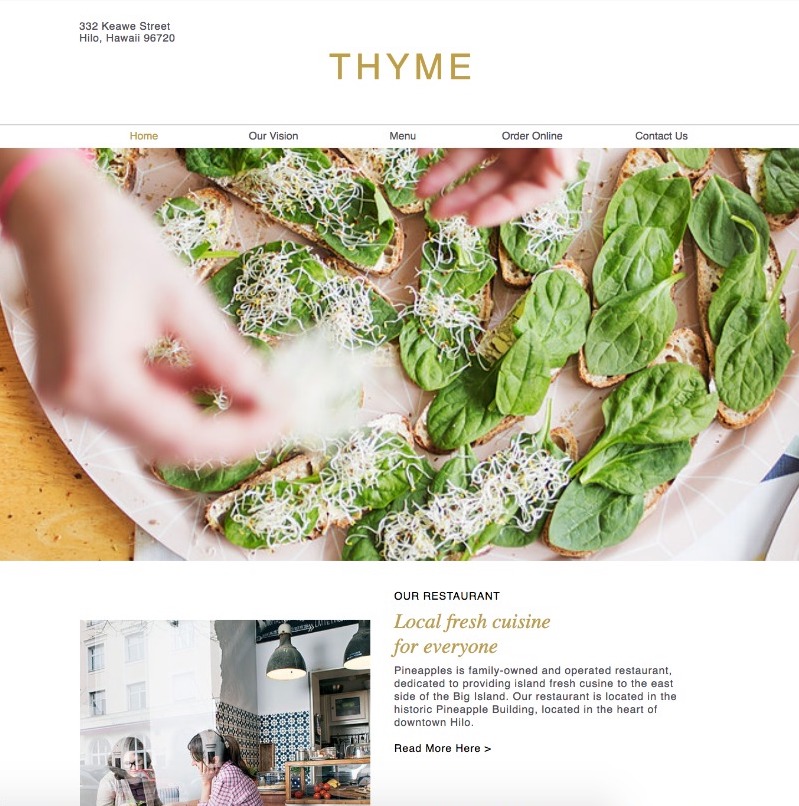 332 Keawe Street
Hilo, Hawaii 96720
THYME
Home Our Vision Menu Order Online Contact Us
OUR RESTAURANT
Local fresh cuisine
for everyone
Pineapples is family-owned and operated restaurant,
dedicated to providing island fresh cusine to the east
side of the Big Island. Our restaurant is located in the
historic Pineapple Building, located in the heart of
downtown Hilo.
Read More Here >